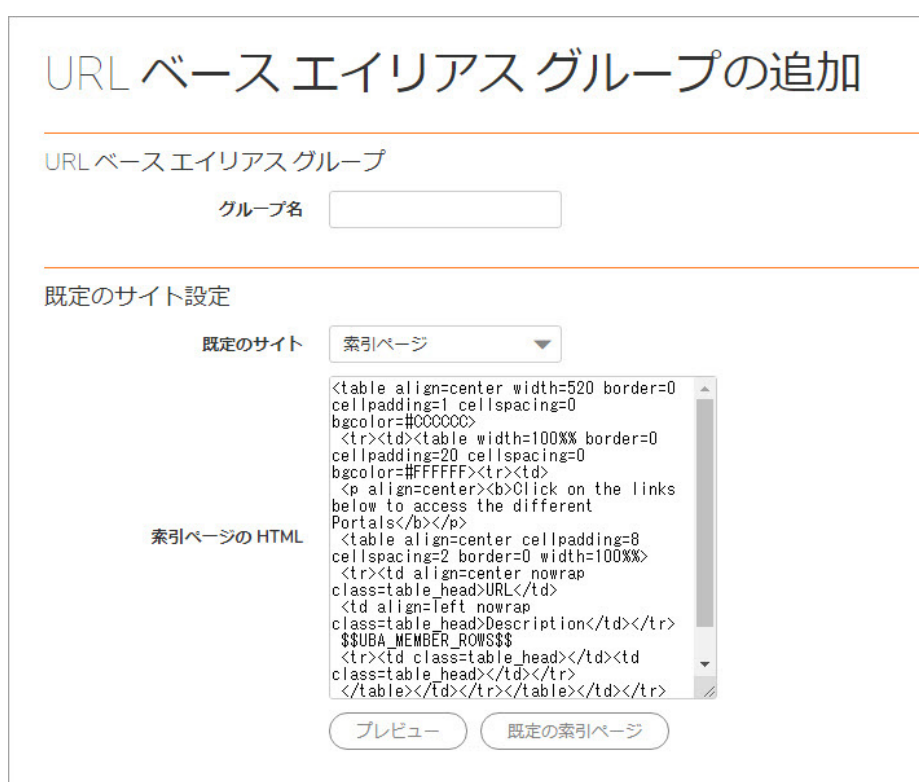 URL ベース エイリアス グループの追加
URL ベース エイリアス グループ
グループ名
既定のサイト設定
既定のサイト 索引ページ
索引ページの HTML
<table align=center width=520 border=0
cellpadding=1 cellspacing=0
bgcolor=#CCCCCC>
<tr><td><table width=100%% border=0
cellpadding=20 cellspacing=0
bgcolor=#FFFFFF><tr><td>
<p align=center><b>Click on the links
below to access the different
Portals</b></p>
<table align=center cellpadding=8
cellspacing=2 border=0 width=100%%>
<tr><td align=center nowrap
class=table_head>URL</td>
<td align=left nowrap
class=table_head>Description</td></tr>
$$UBA_MEMBER_ROWS$$
<tr><td class=table_head></td><td
class=table_head></td></tr>
</table></td></tr></table></td></tr>
プレビュー 既定の索引ページ